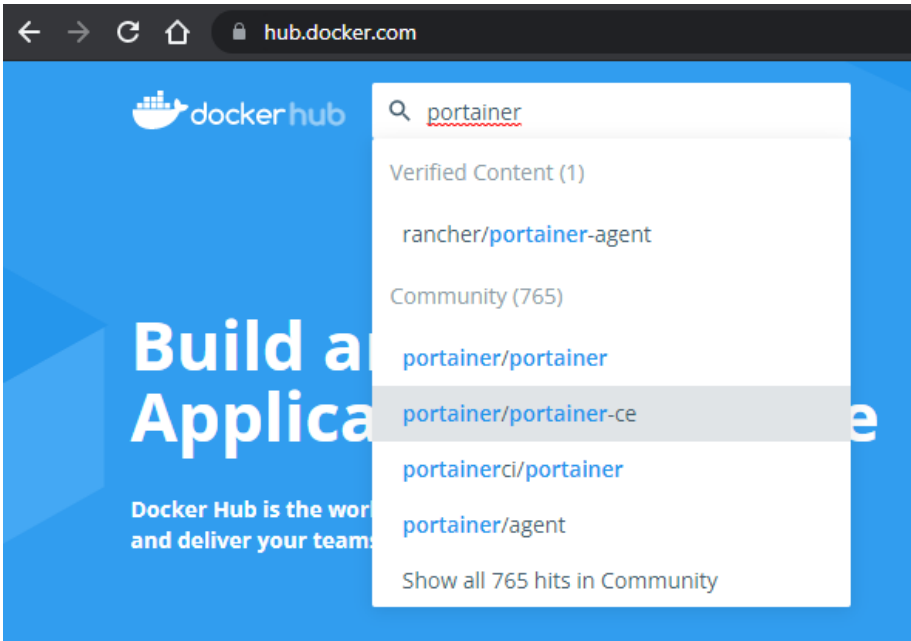 hub.docker.com
dockerhub
portainer
Verified Content (1)
rancher/portainer-agent
Community (765)
portainer/portainer
portainer/portainer-ce
portainerci/portainer
portainer/agent
Show all 765 hits in Community
Build a
Applica e
Docker Hub is the wor
and deliver your team